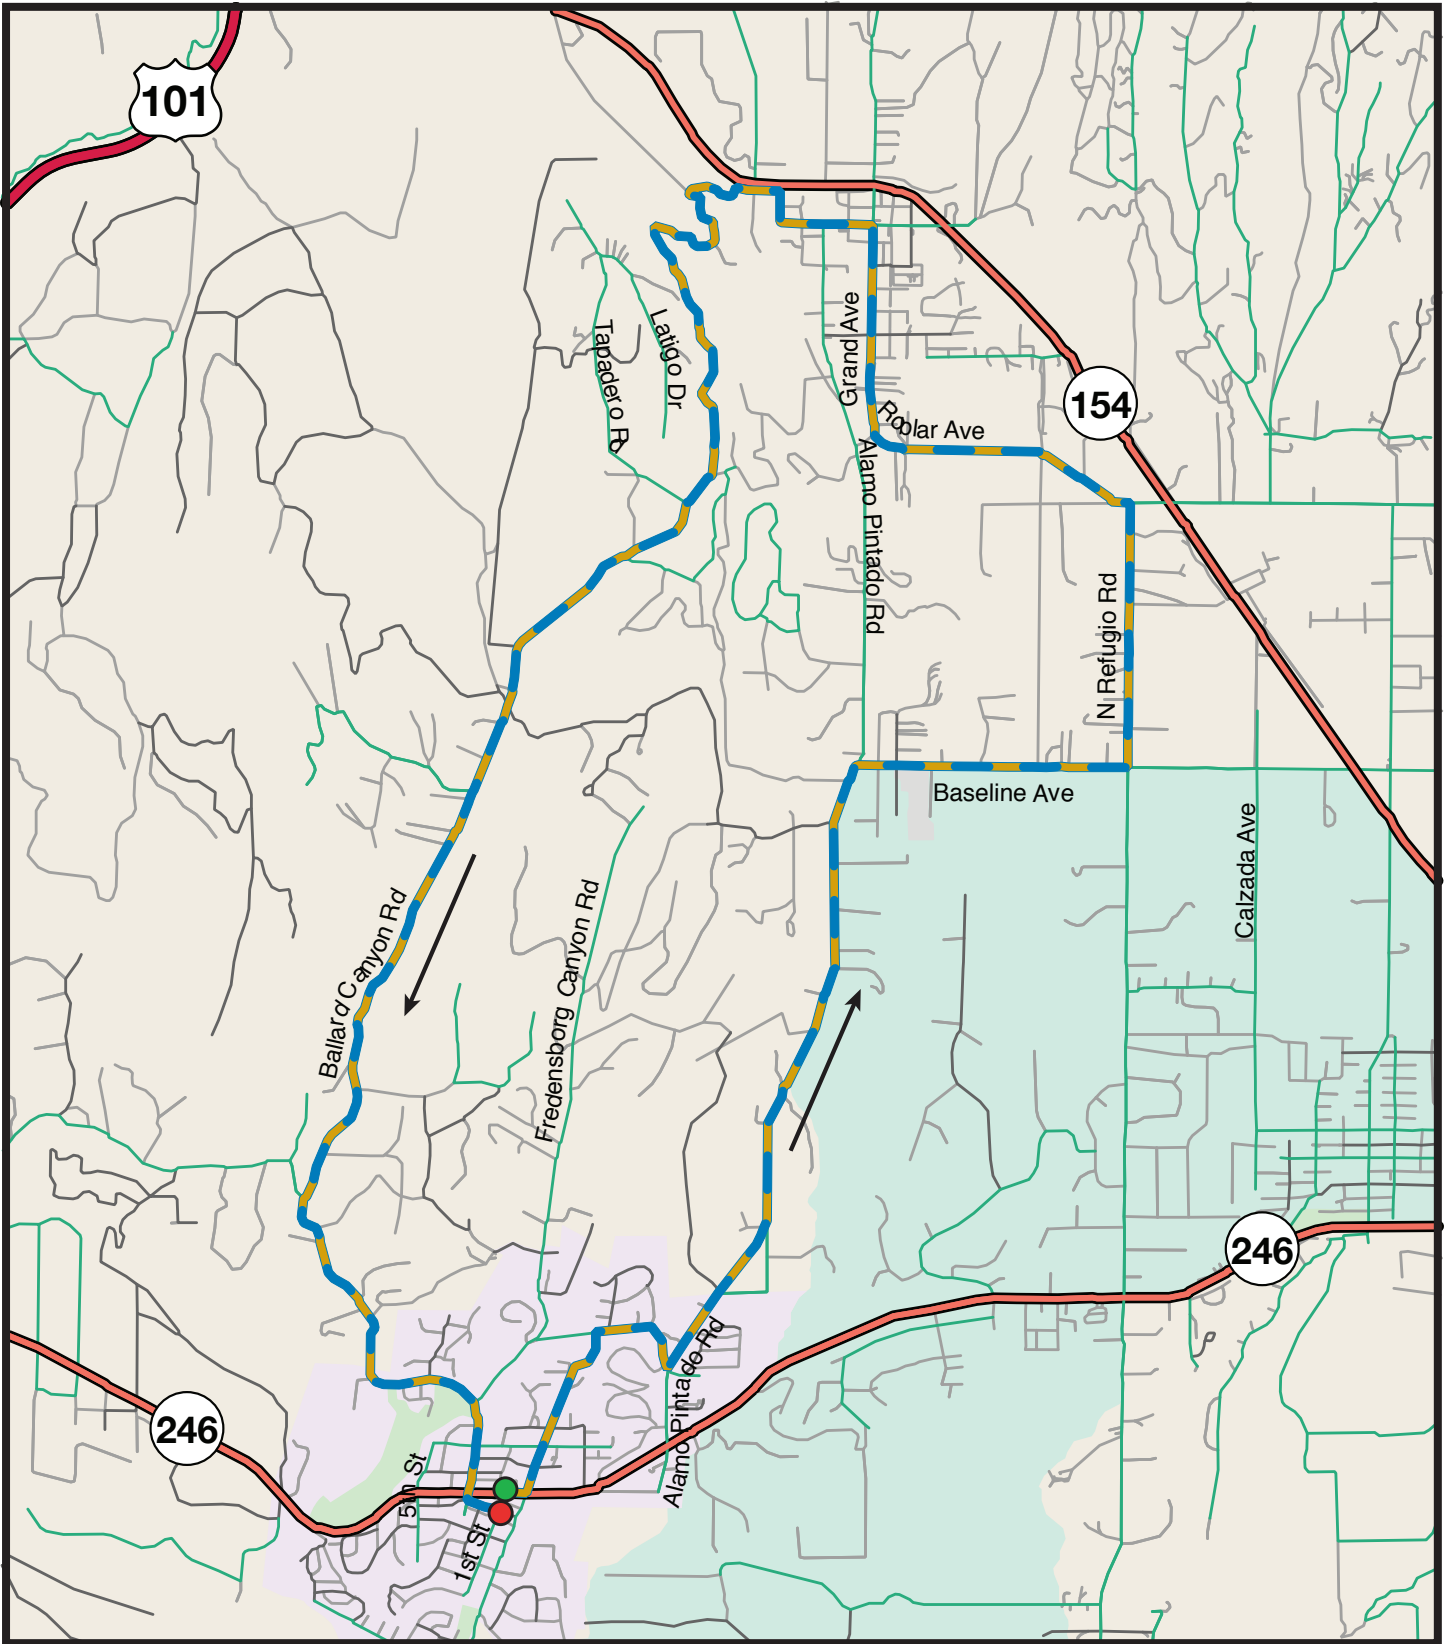 101
Grand Ave
Latigo Dr
Tapadero Rd
154
Roblar Ave
Alamo Pintado Rd
N Refugio Rd
Baseline Ave
Calzada Ave
Ballard Canyon Rd
Fredensborg Canyon Rd
246
Alamo Pintado Rd
246
5th St
1st St